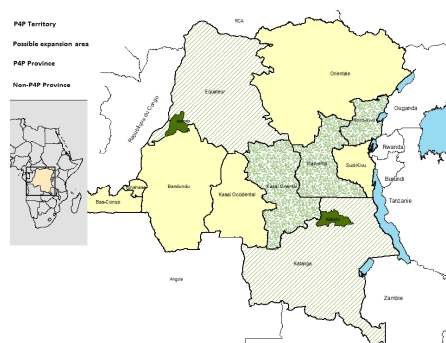 RCA
P4P Territory
Possible expansion area
P4P Province
Non-P4P Province
Orientale
Equateur
Ouganda
République du Congo
Nord-Kivu
Rwanda
Maniema
Sud-Kivu
Burundi
Kinshasa
Bandundu
Kasai Occidental
Kasai Oriental
Bas-Congo
Tanzanie
Katanga
Angola
Zambie